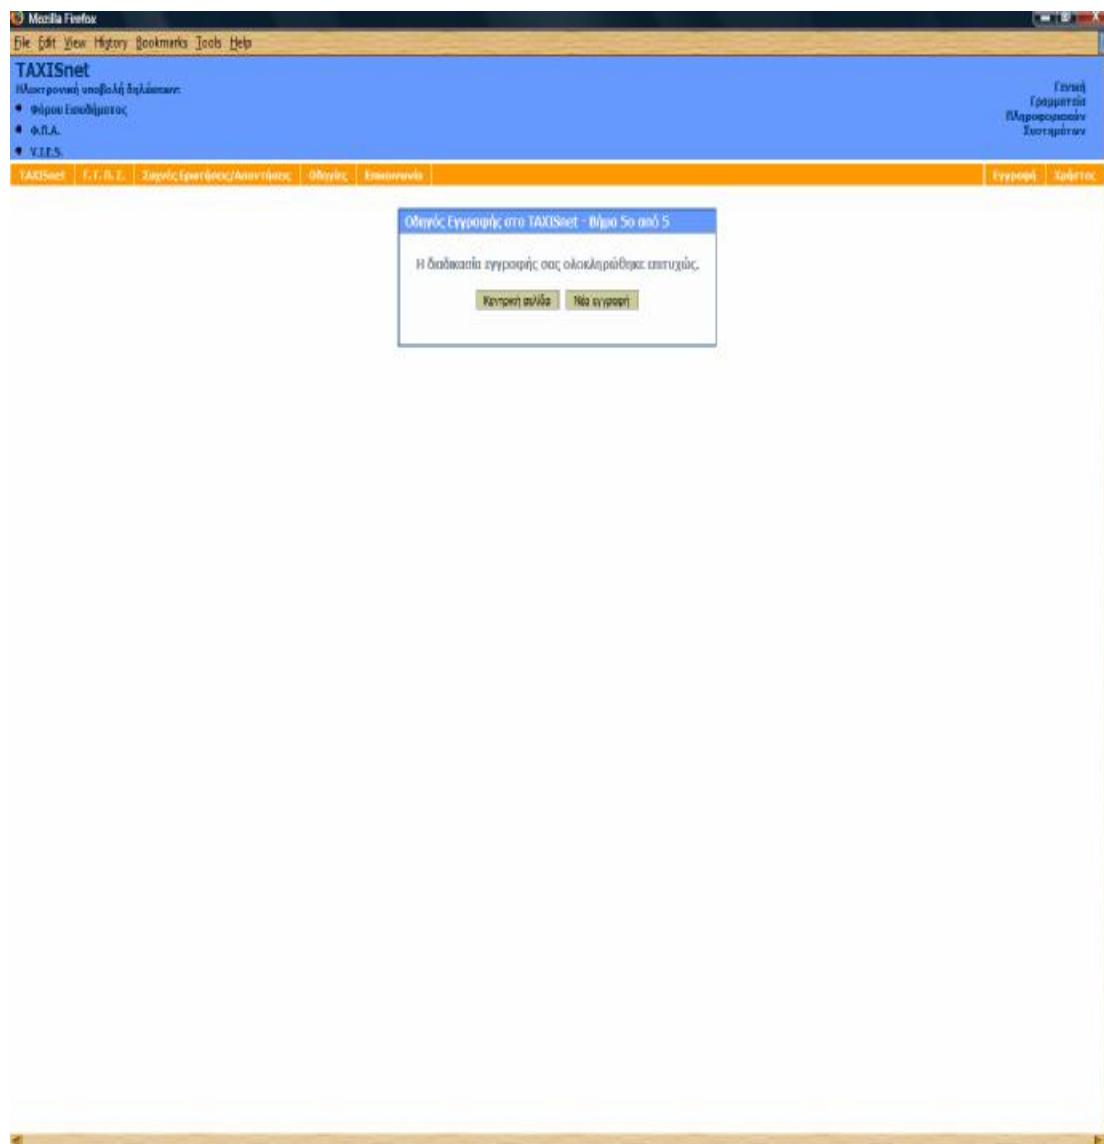 Mozilla Firefox
File Edit View History Bookmarks Tools Help
TAXISnet
Ηλεκτρονική υποβολή δηλώσεων:
Φόρου Εισοδήματος
Φ.Π.Α.
V.I.E.S.
Γενική
Γραμματεία
Πληροφοριακών
Συστημάτων
TAXISnet Γ.Γ.Π.Σ. Συχνές Ερωτήσεις/Απαντήσεις Οδηγίες Επικοινωνία Εγγραφή Χρήστες
Οδηγός Εγγραφής στο TAXISnet - Βήμα 5ο από 5
Η διαδικασία εγγραφής σας ολοκληρώθηκε επιτυχώς.
Κεντρική σελίδα Νέα εγγραφή